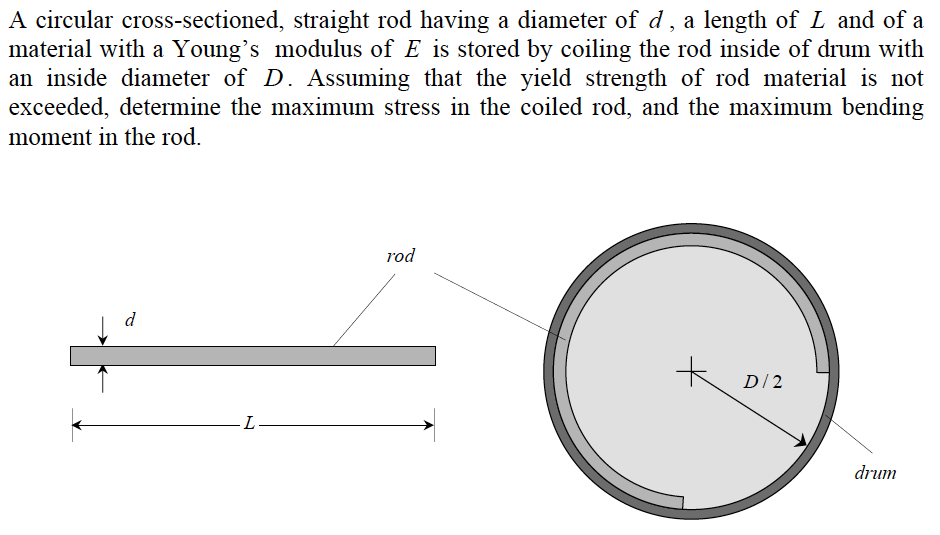 A circular cross-sectioned, straight rod having a diameter of d, a length of L and of a
material with a Young's modulus of E is stored by coiling the rod inside of drum with
an inside diameter of D. Assuming that the yield strength of rod material is not
exceeded, determine the maximum stress in the coiled rod, and the maximum bending
moment in the rod.
rod
d
D/2
L
drum